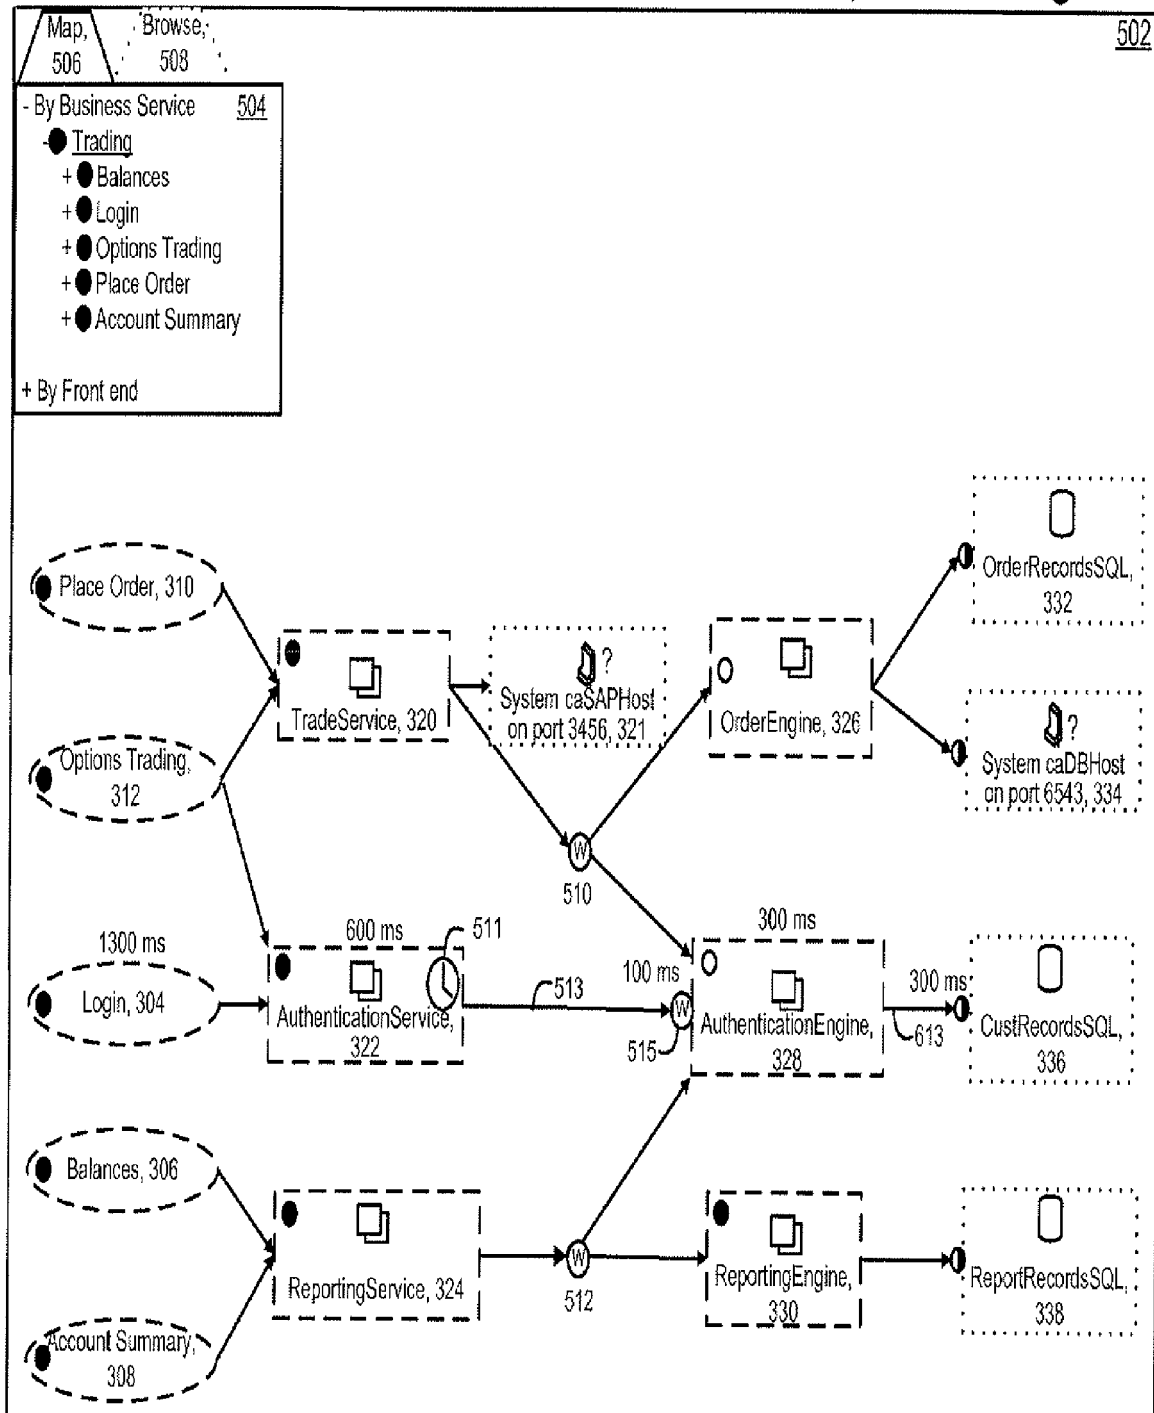 502
Map,
506
Browse,
508
- By Business Service 504
- Trading
+ Balances
+ Login
+ Options Trading
+ Place Order
+ Account Summary
+ By Front end
Place Order, 310
Options Trading,
312
TradeService, 320
?
System caSAPHost
on port 3456, 321
OrderEngine, 326
OrderRecordsSQL,
332
?
System caDBHost
on port 6543, 334
W
510
1300 ms
Login, 304
600 ms
511
AuthenticationService,
322
513
100 ms
W
515
300 ms
AuthenticationEngine,
328
300 ms
613
CustRecordsSQL,
336
Balances, 306
Account Summary,
308
ReportingService, 324
W
512
ReportingEngine,
330
ReportRecordsSQL,
338